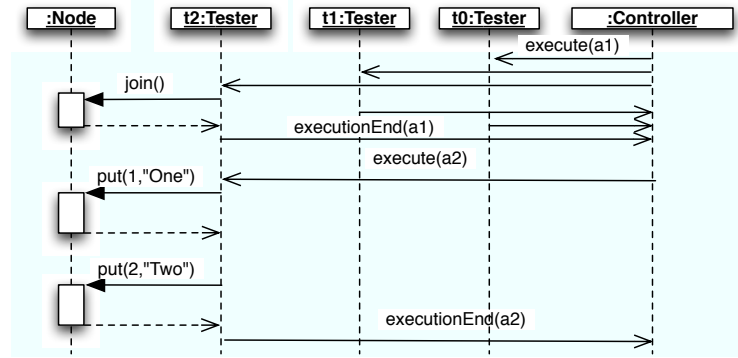 :Node t2:Tester t1:Tester t0:Tester :Controller
execute(a1)
join()
executionEnd(a1)
execute(a2)
put(1,"One")
put(2,"Two")
executionEnd(a2)